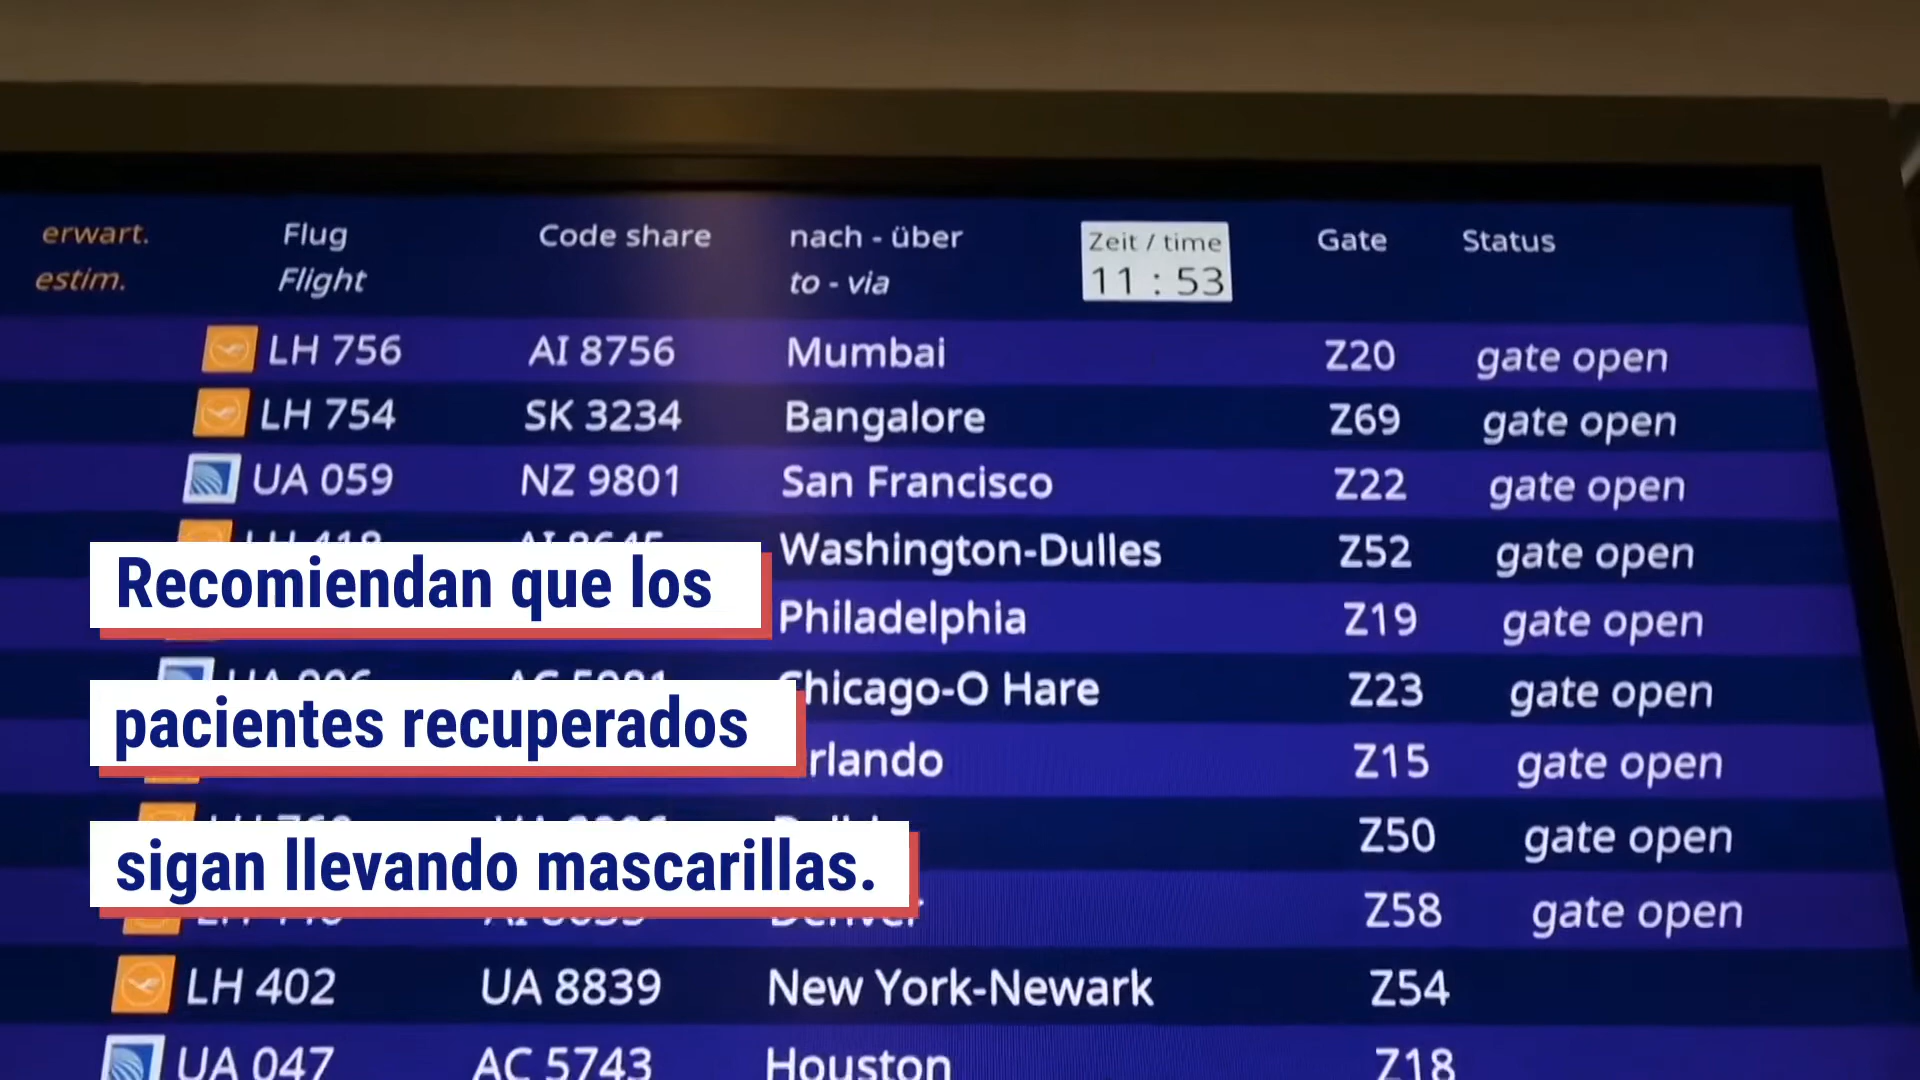 erwart. Flug Code share nach - über Zeit / time Gate Status
estim. Flight to - via 11 : 53
LH 756 AI 8756 Mumbai Z20 gate open
LH 754 SK 3234 Bangalore Z69 gate open
UA 059 NZ 9801 San Francisco Z22 gate open
Washington-Dulles Z52 gate open
Philadelphia Z19 gate open
Chicago-O Hare Z23 gate open
Z15 gate open
Z50 gate open
Z58 gate open
LH 402 UA 8839 New York-Newark Z54
UA 047 AC 5743 Houston Z18
Recomiendan que los
pacientes recuperados
sigan llevando mascarillas.